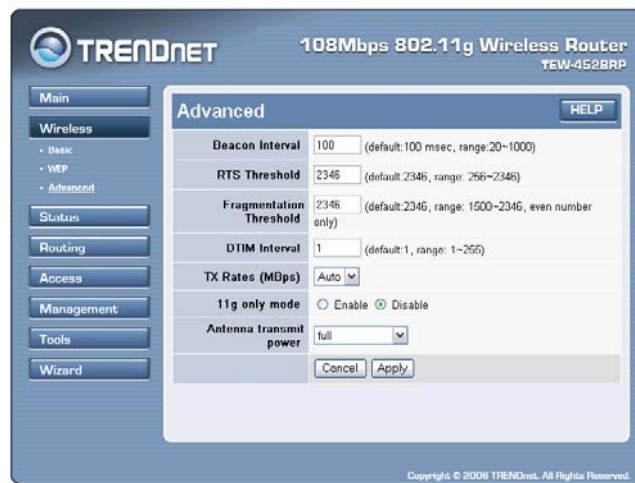 TRENDNET
108Mbps 802.11g Wireless Router
TEW-452BRP
Main
Wireless
• Basic
• WEP
• Advanced
Status
Routing
Access
Management
Tools
Wizard
Advanced
HELP
Beacon Interval 100 (default:100 msec, range:20~1000)
RTS Threshold 2346 (default:2346, range: 256~2346)
Fragmentation Threshold 2346 (default:2346, range: 1500~2346, even number only)
DTIM Interval 1 (default:1, range: 1~255)
TX Rates (MBps) Auto
11g only mode Enable Disable
Antenna transmit power full
Cancel Apply
Copyright © 2006 TRENDnet. All Rights Reserved.